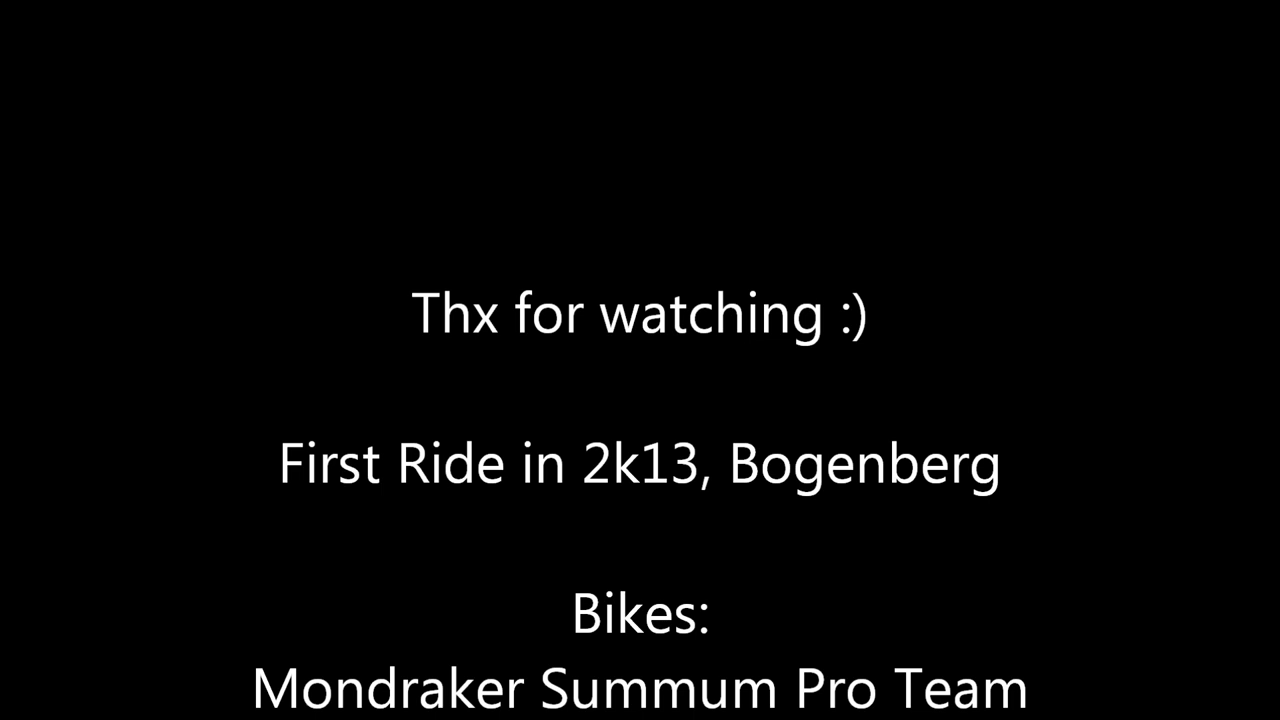 Thx for watching :)
First Ride in 2k13, Bogenberg
Bikes:
Mondraker Summum Pro Team